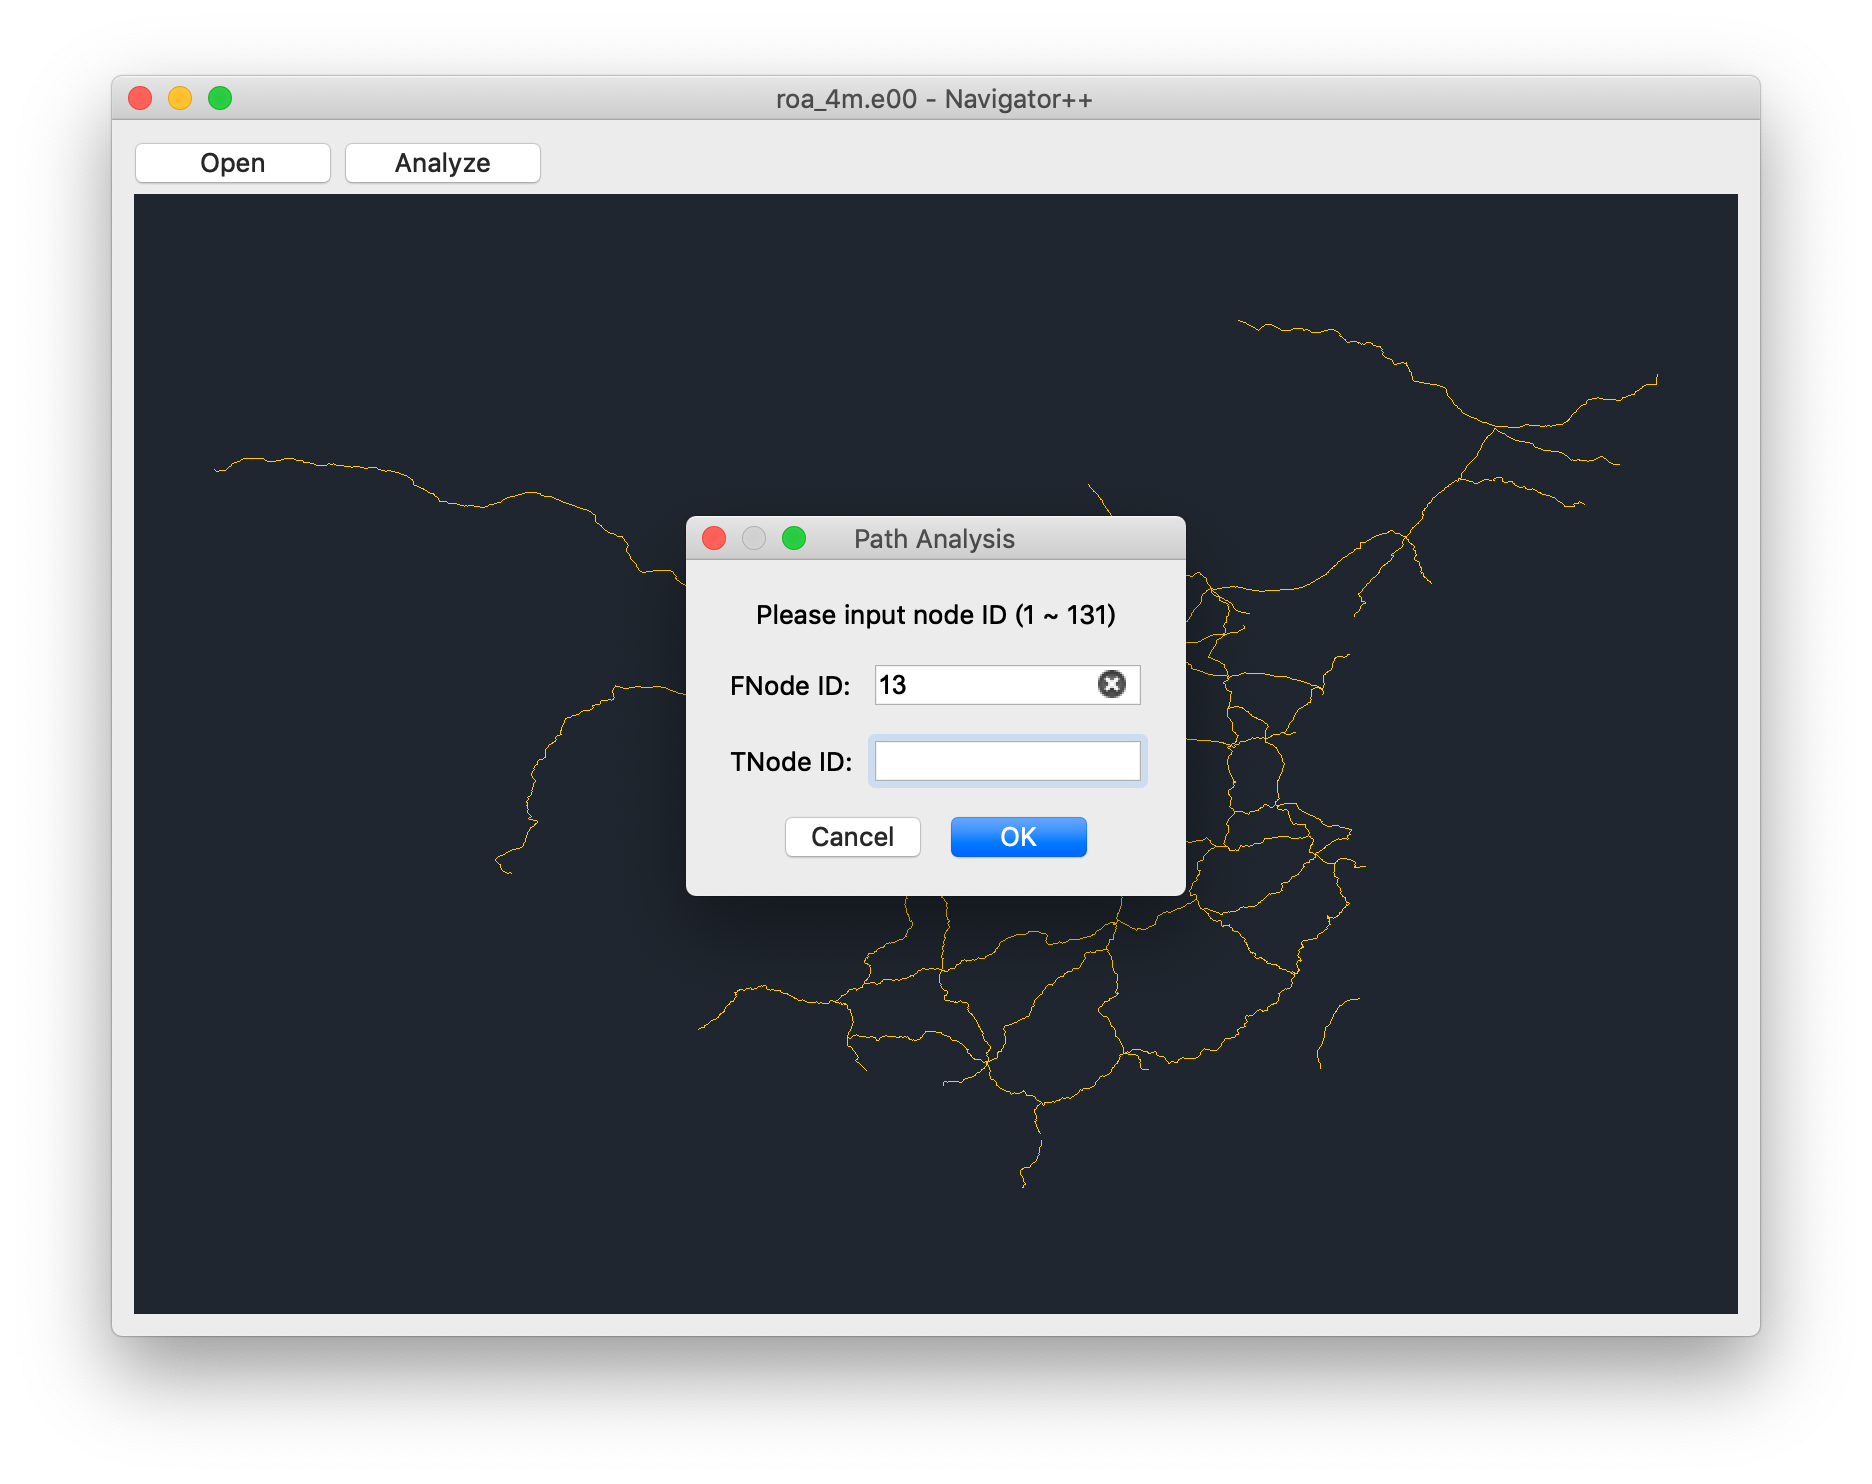 roa_4m.e00 - Navigator++
Open
Analyze
Path Analysis
Please input node ID (1 ~ 131)
FNode ID:
13
TNode ID:
Cancel
OK